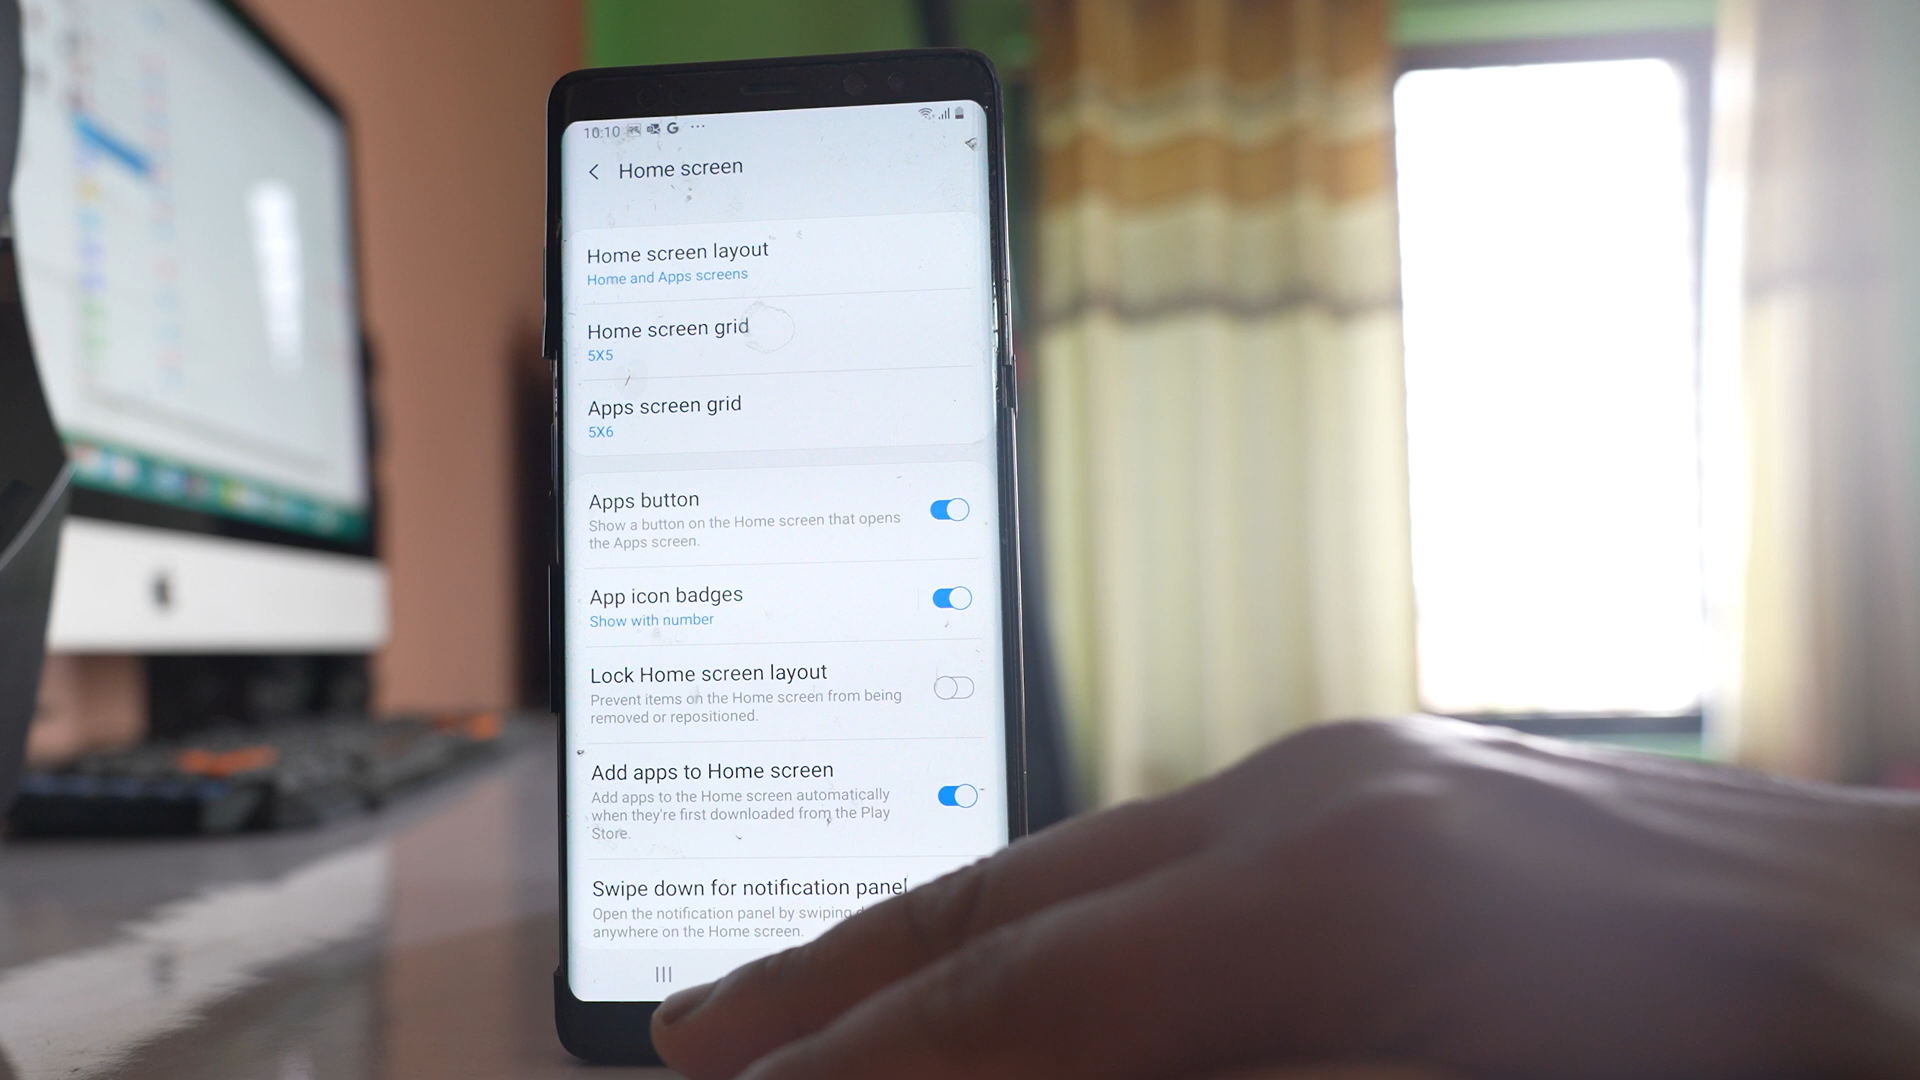 10:10 G ...
Home screen
Home screen layout
Home and Apps screens
Home screen grid
5X5
Apps screen grid
5X6
Apps button
Show a button on the Home screen that opens
the Apps screen.
App icon badges
Show with number
Lock Home screen layout
Prevent items on the Home screen from being
removed or repositioned.
Add apps to Home screen
Add apps to the Home screen automatically
when they're first downloaded from the Play
Store.
Swipe down for notification panel
Open the notification panel by swiping
anywhere on the Home screen.